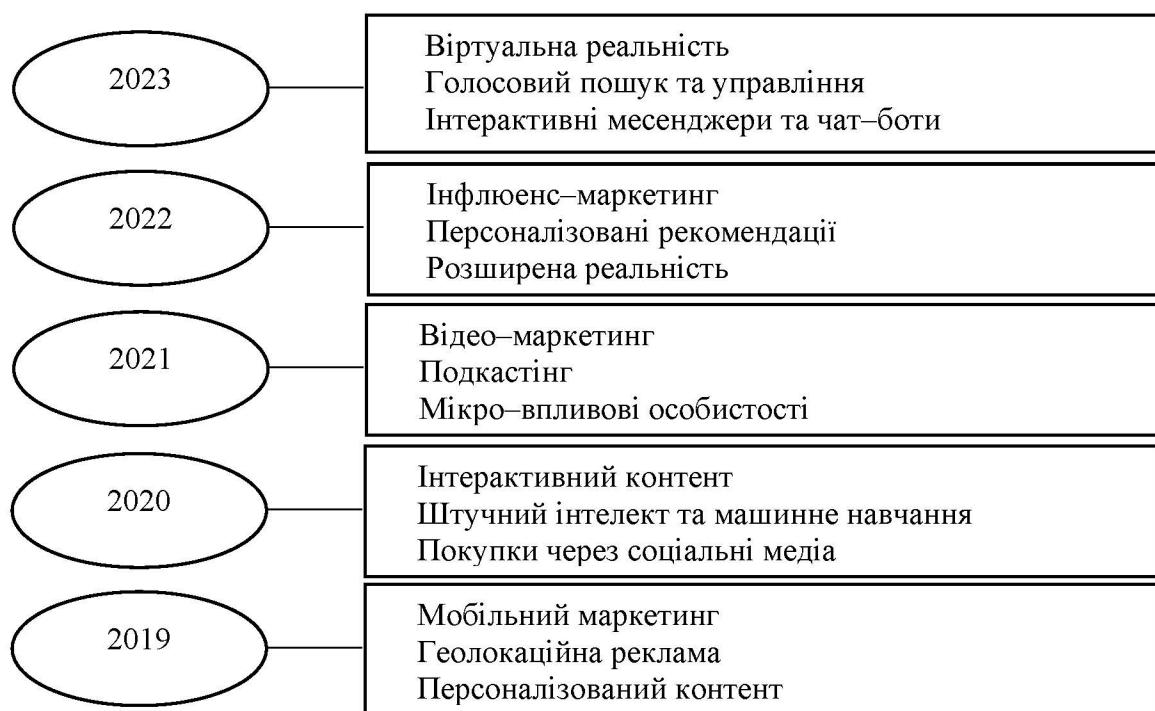 2023
Віртуальна реальність
Голосовий пошук та управління
Інтерактивні месенджери та чат–боти
2022
Інфлюенс–маркетинг
Персоналізовані рекомендації
Розширена реальність
2021
Відео–маркетинг
Подкастінг
Мікро–впливові особистості
2020
Інтерактивний контент
Штучний інтелект та машинне навчання
Покупки через соціальні медіа
2019
Мобільний маркетинг
Геолокаційна реклама
Персоналізований контент